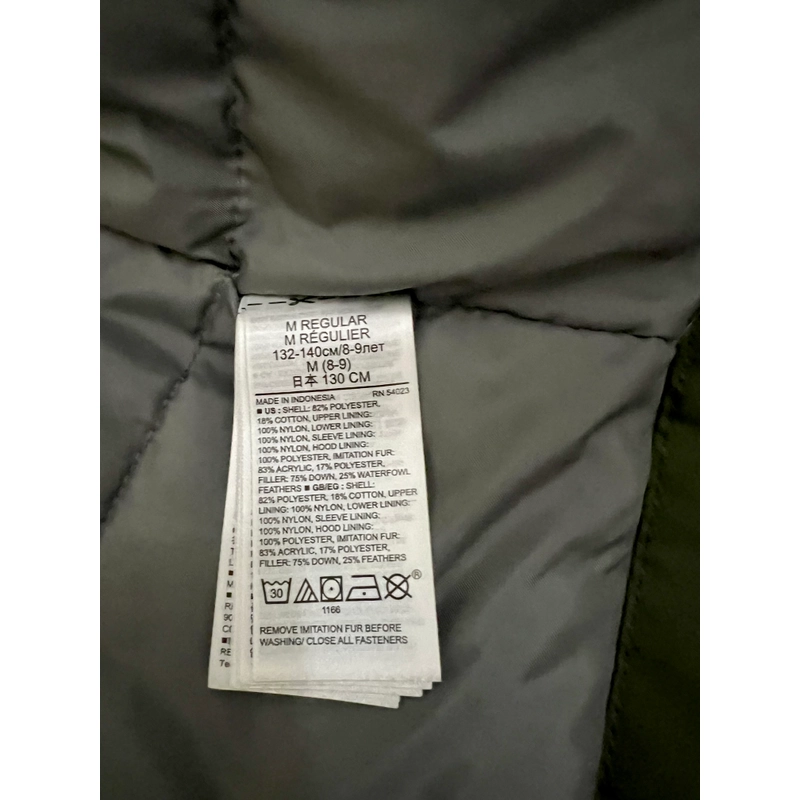 M REGULAR
M RÉGULIER
132-140см/8-9лет
M (8-9)
日本 130 CM
MADE IN INDONESIA RN 54023
■ US : SHELL: 82% POLYESTER,
18% COTTON, UPPER LINING:
100% NYLON, LOWER LINING:
100% NYLON, SLEEVE LINING:
100% NYLON, HOOD LINING:
100% POLYESTER, IMITATION FUR:
83% ACRYLIC, 17% POLYESTER,
FILLER: 75% DOWN, 25% WATERFOWL
FEATHERS ■ GB/EG : SHELL:
82% POLYESTER, 18% COTTON, UPPER
LINING: 100% NYLON, LOWER LINING:
100% NYLON, SLEEVE LINING:
100% NYLON, HOOD LINING:
100% POLYESTER, IMITATION FUR:
83% ACRYLIC, 17% POLYESTER,
FILLER: 75% DOWN, 25% FEATHERS
30 ®
1166
REMOVE IMITATION FUR BEFORE
WASHING/ CLOSE ALL FASTENERS